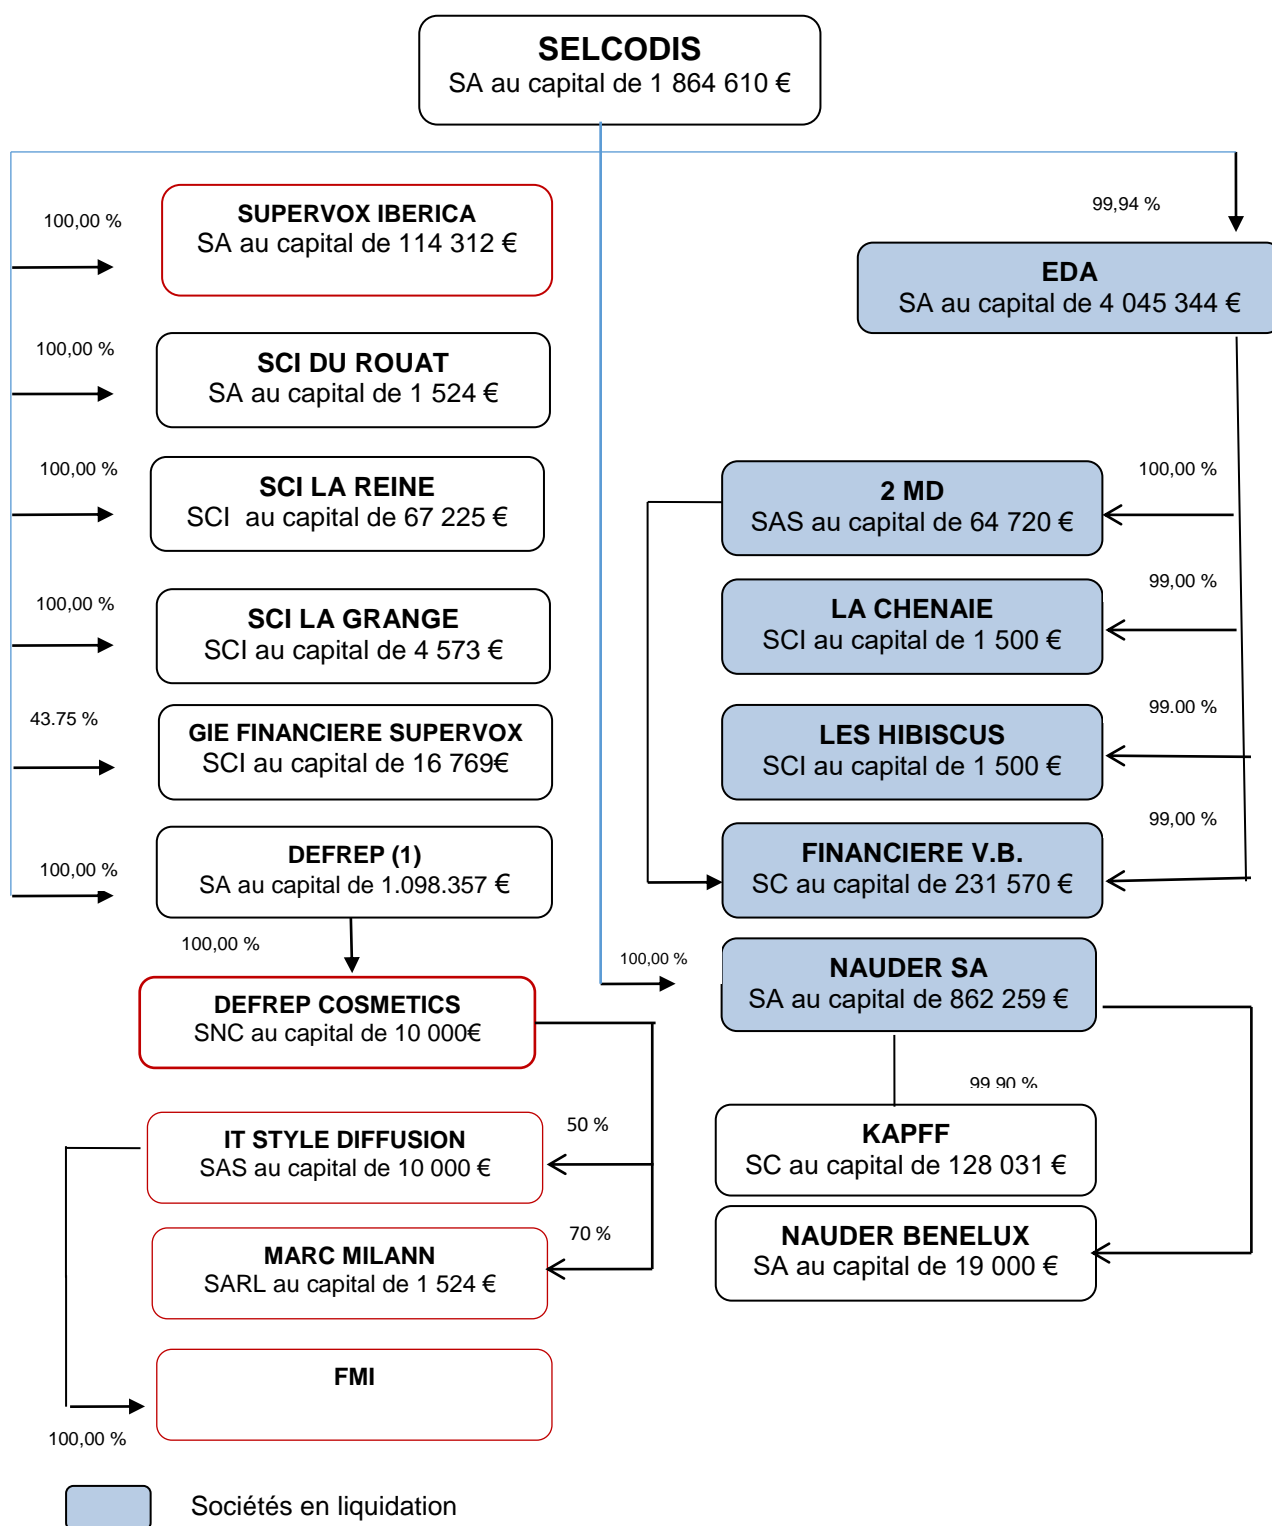 SELCODIS
SA au capital de 1 864 610 €
100,00 %
SUPERVOX IBERICA
SA au capital de 114 312 €
99,94 %
EDA
SA au capital de 4 045 344 €
100,00 %
SCI DU ROUAT
SA au capital de 1 524 €
100,00 %
SCI LA REINE
SCI au capital de 67 225 €
2 MD
SAS au capital de 64 720 €
100,00 %
100,00 %
SCI LA GRANGE
SCI au capital de 4 573 €
LA CHENAIE
SCI au capital de 1 500 €
99,00 %
43.75 %
GIE FINANCIERE SUPERVOX
SCI au capital de 16 769€
LES HIBISCUS
SCI au capital de 1 500 €
99.00 %
100,00 %
DEFREP (1)
SA au capital de 1.098.357 €
FINANCIERE V.B.
SC au capital de 231 570 €
99,00 %
100,00 %
100,00 %
NAUDER SA
SA au capital de 862 259 €
DEFREP COSMETICS
SNC au capital de 10 000€
99.90 %
IT STYLE DIFFUSION
SAS au capital de 10 000 €
50 %
KAPFF
SC au capital de 128 031 €
MARC MILANN
SARL au capital de 1 524 €
70 %
NAUDER BENELUX
SA au capital de 19 000 €
FMI
100,00 %
Sociétés en liquidation